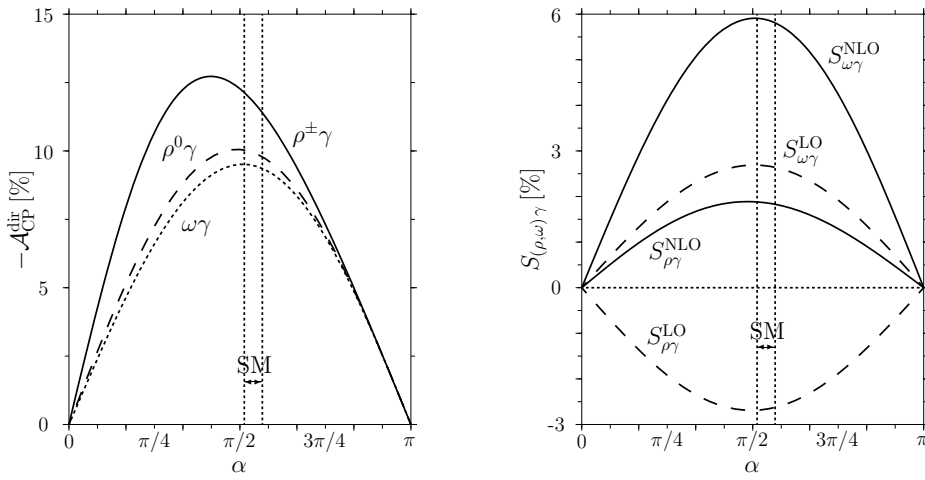 15
10
5
0
−𝒜_CP^dir [%]
ρ^0γ
ρ^±γ
ωγ
SM
0
π/4
π/2
3π/4
π
α
6
3
0
-3
S_(ρ,ω) γ [%]
S_ωγ^NLO
S_ωγ^LO
S_ργ^NLO
S_ργ^LO
SM
0
π/4
π/2
3π/4
π
α